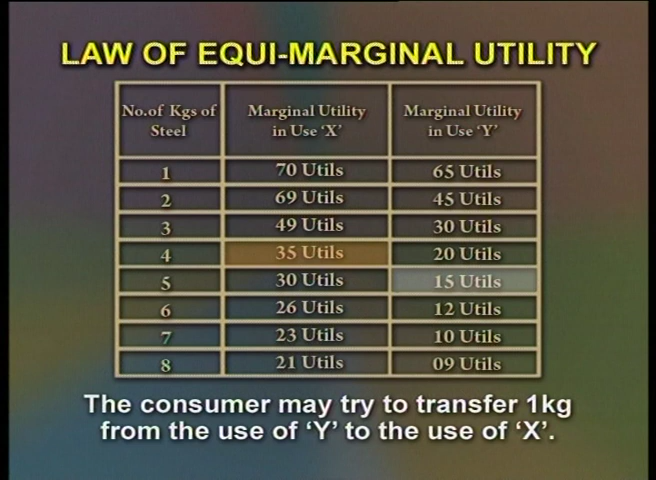 LAW OF EQUI-MARGINAL UTILITY
No.of Kgs of Steel Marginal Utility in Use ‘X’ Marginal Utility in Use ‘Y’
1 70 Utils 65 Utils
2 69 Utils 45 Utils
3 49 Utils 30 Utils
4 35 Utils 20 Utils
5 30 Utils 15 Utils
6 26 Utils 12 Utils
7 23 Utils 10 Utils
8 21 Utils 09 Utils
The consumer may try to transfer 1kg
from the use of ‘Y’ to the use of ‘X’.